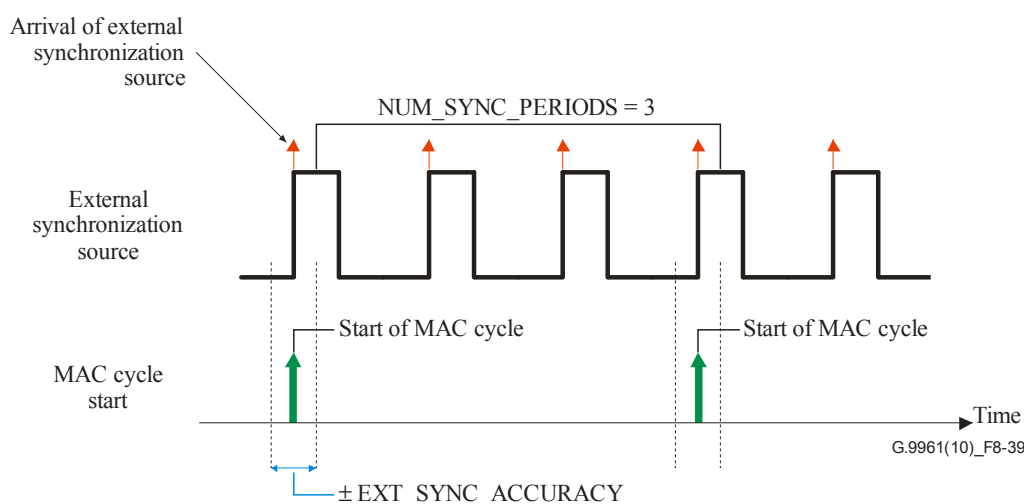 Arrival of external
synchronization
source
NUM_SYNC_PERIODS = 3
External
synchronization
source
Start of MAC cycle
Start of MAC cycle
MAC cycle
start
Time
G.9961(10)_F8-39
± EXT_SYNC_ACCURACY